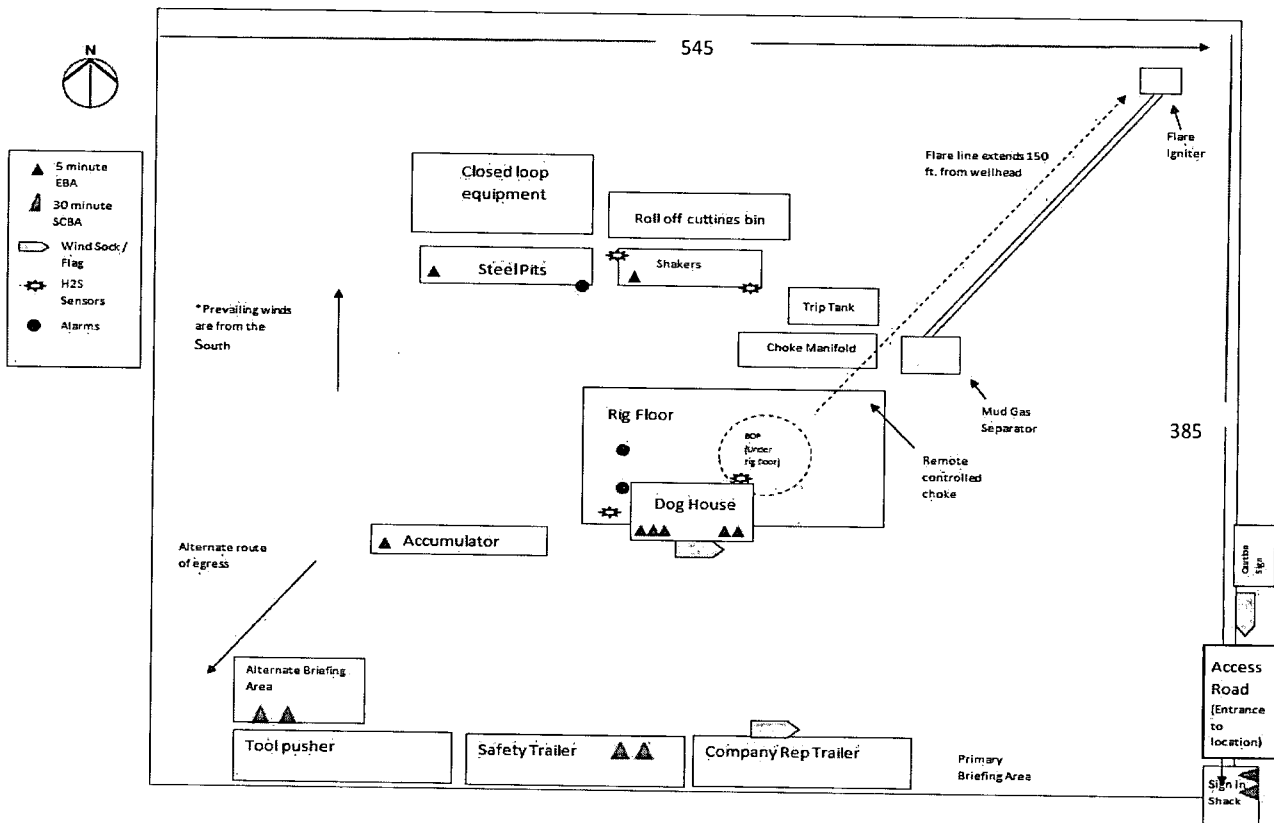 545
N
5 minute
EBA
30 minute
SCBA
Wind Sock /
Flag
H2S
Sensors
Alarms
*Prevailing winds
are from the
South
Closed loop
equipment
Roll off cuttings bin
Steel Pits
Shakers
Trip Tank
Choke Manifold
Flare line extends 150
ft. from wellhead
Flare
Igniter
Mud Gas
Separator
385
Rig Floor
BOP
(Under
rig floor)
Remote
controlled
choke
Dog House
Accumulator
Alternate route
of egress
Caution
Sign
Alternate Briefing
Area
Tool pusher
Safety Trailer
Company Rep Trailer
Primary
Briefing Area
Access
Road
(Entrance
to
location)
Sign In
Shack